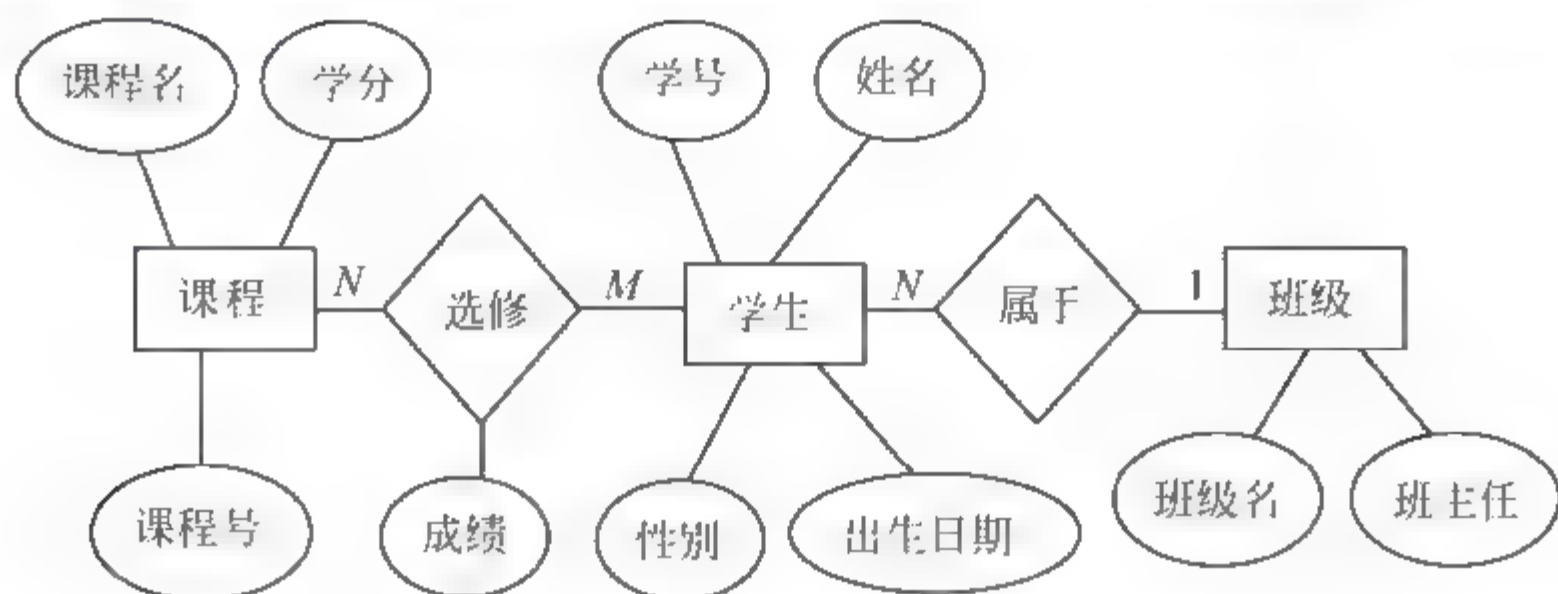 课程名 学分 学号 姓名
课程 N 选修 M 学生 N 属于 1 班级
课程号 成绩 性别 出生日期 班级名 班主任